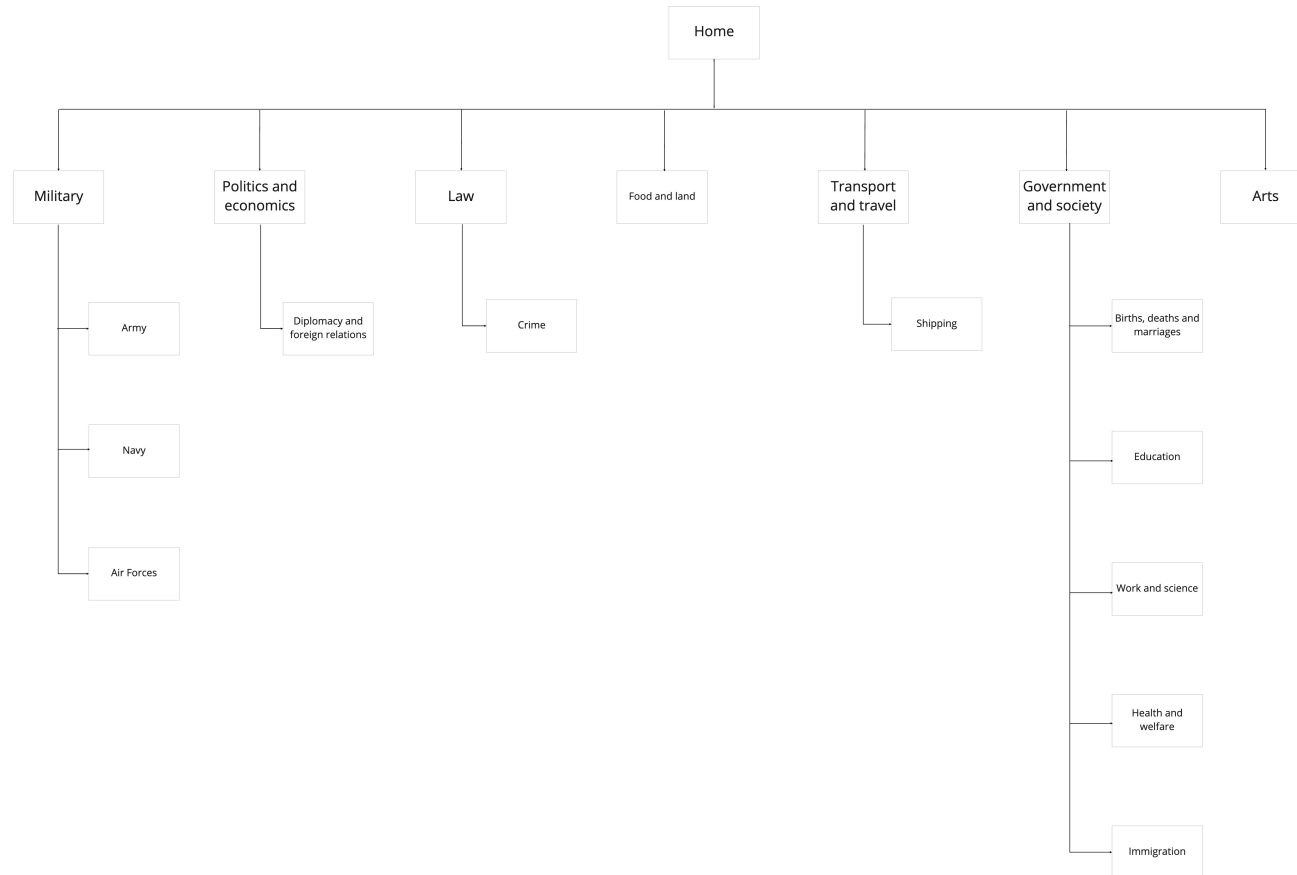 Home
Military
Politics and
economics
Law
Food and land
Transport
and travel
Government
and society
Arts
Army
Diplomacy and
foreign relations
Crime
Shipping
Births, deaths and
marriages
Navy
Education
Air Forces
Work and science
Health and
welfare
Immigration